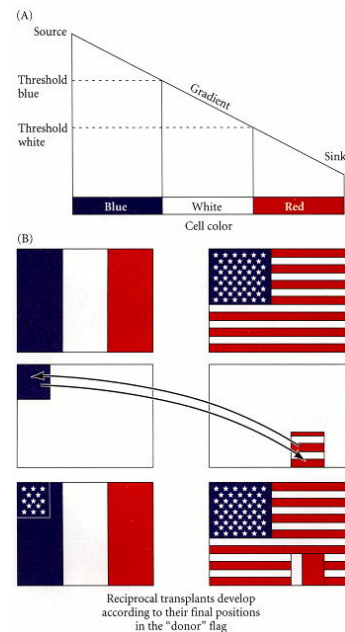 (A)
Source
Threshold
blue
Gradient
Threshold
white
Sink
Blue White Red
Cell color
(B)
Reciprocal transplants develop
according to their final positions
in the "donor" flag